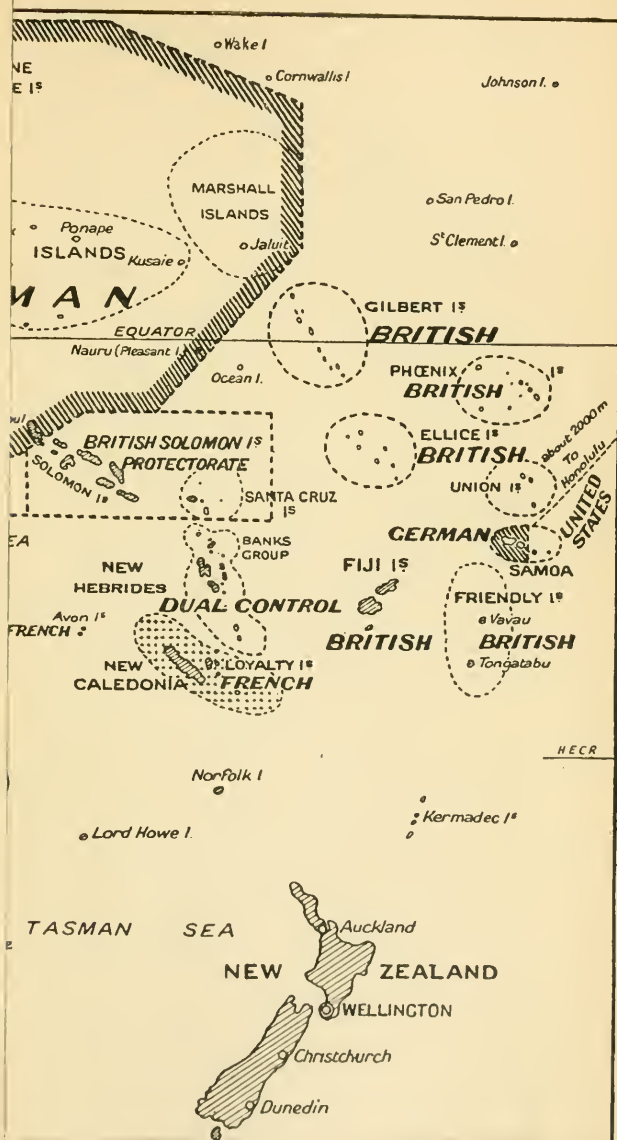 Wake I
Cornwallis I
Johnson I.
NE
E Iˢ
MARSHALL
ISLANDS
San Pedro I.
Ponape
Sᵗ Clement I.
ISLANDS
Kusaie
Jaluit
MAN
GILBERT Iˢ
BRITISH
EQUATOR
Nauru (Pleasant I.)
Ocean I.
PHŒNIX Iˢ
BRITISH
BRITISH SOLOMON Iˢ
PROTECTORATE
SOLOMON Iˢ
ELLICE Iˢ
BRITISH
about 2000 m
To
Honolulu
SANTA CRUZ
Iˢ
UNION Iˢ
UNITED
STATES
GERMAN
SAMOA
EA
BANKS
GROUP
NEW
HEBRIDES
FIJI Iˢ
DUAL CONTROL
FRIENDLY Iˢ
Vavau
Avon Iˢ
FRENCH
BRITISH
BRITISH
Tongatabu
NEW
CALEDONIA
LOYALTY Iˢ
FRENCH
HECR
Norfolk I
Kermadec Iˢ
Lord Howe I.
TASMAN SEA
Auckland
NEW ZEALAND
WELLINGTON
Christchurch
Dunedin